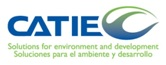 CATIE
Solutions for environment and development
Soluciones para el ambiente y desarrollo